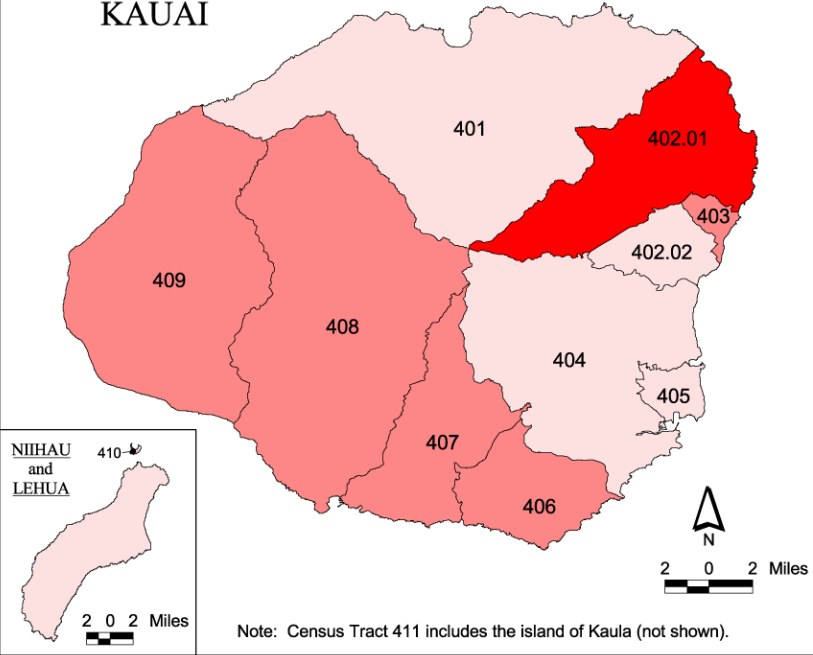 KAUAI
401
402.01
403
402.02
409
408
404
405
407
406
NIIHAU
and
LEHUA
410
N
2 0 2 Miles
2 0 2 Miles
Note: Census Tract 411 includes the island of Kaula (not shown).